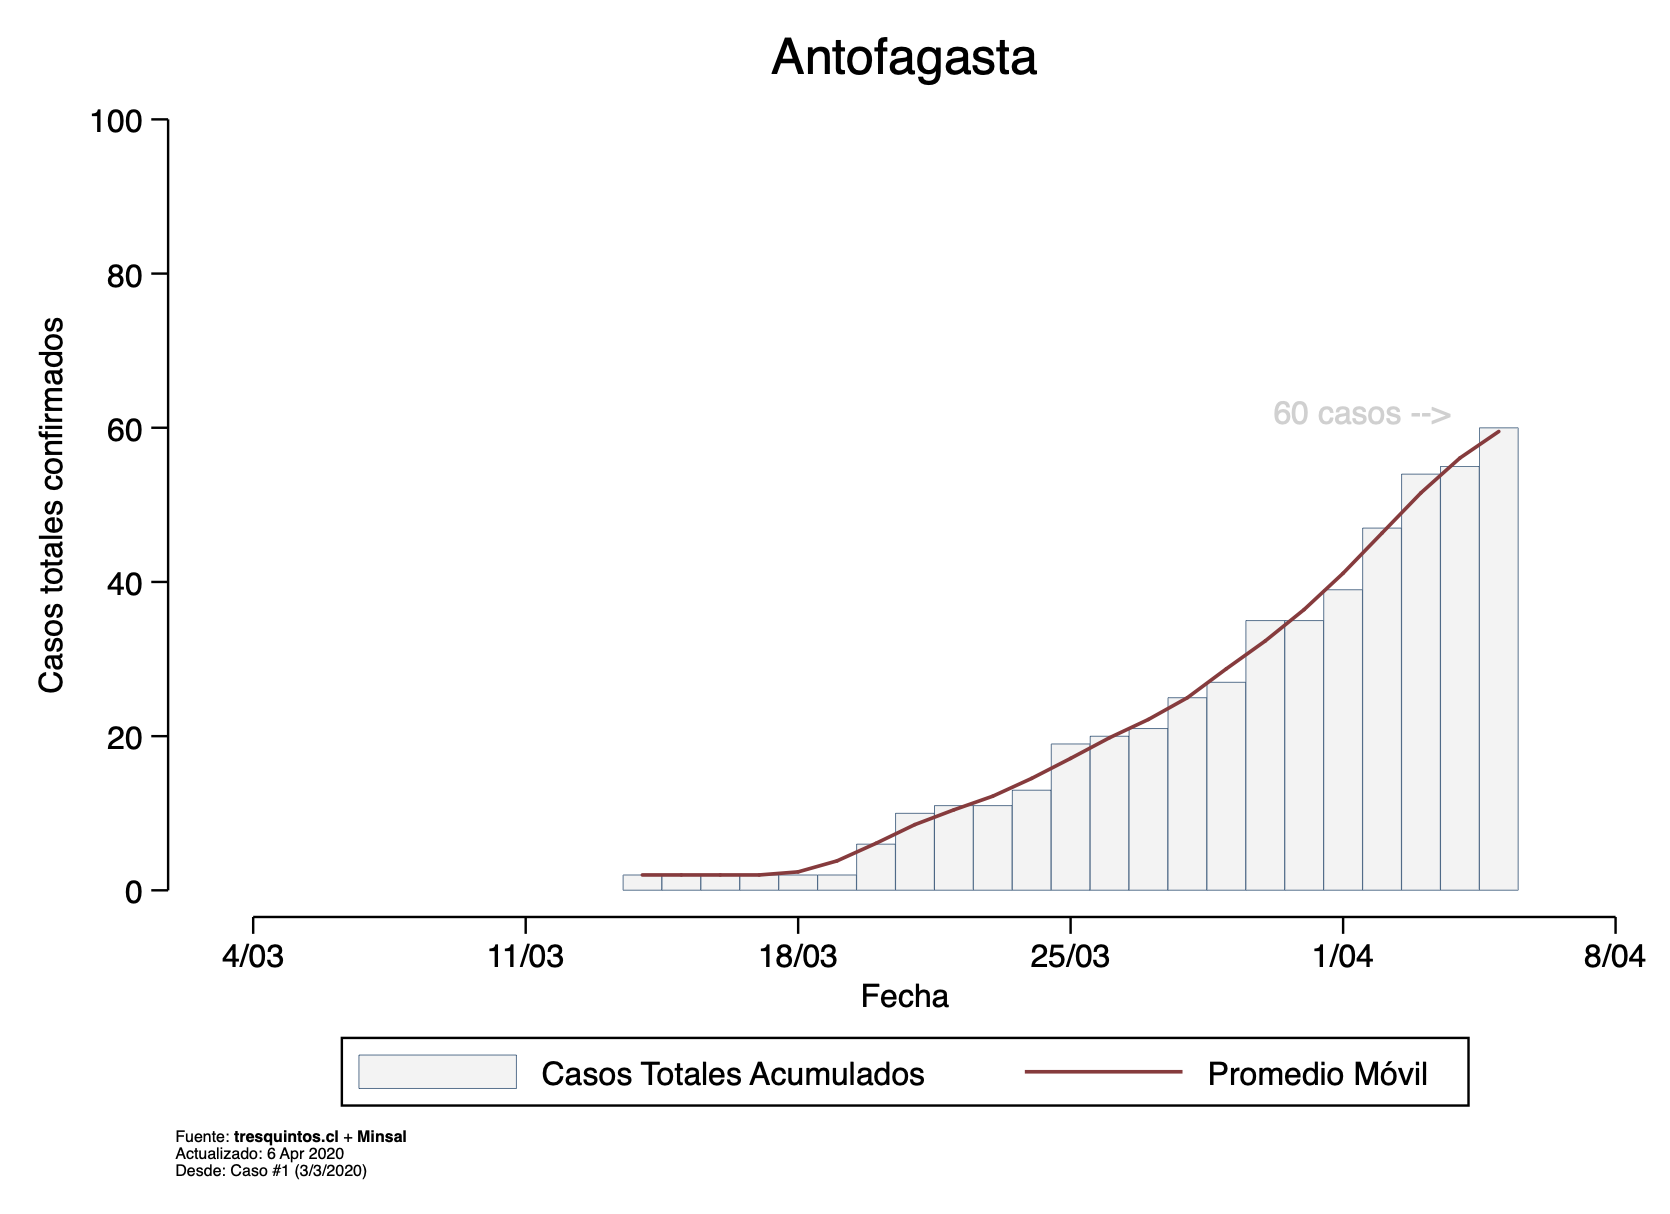 Antofagasta
100
80
60
40
20
0
Casos totales confirmados
60 casos -->
4/03 11/03 18/03 25/03 1/04 8/04
Fecha
Casos Totales Acumulados Promedio Móvil
Fuente: tresquintos.cl + Minsal
Actualizado: 6 Apr 2020
Desde: Caso #1 (3/3/2020)